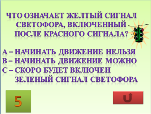 ЧТО ОЗНАЧАЕТ ЖЕЛТЫЙ СИГНАЛ
СВЕТОФОРА, ВКЛЮЧЕННЫЙ
ПОСЛЕ КРАСНОГО СИГНАЛА?
А – НАЧИНАТЬ ДВИЖЕНИЕ НЕЛЬЗЯ
В – НАЧИНАТЬ ДВИЖЕНИЕ МОЖНО
С – СКОРО БУДЕТ ВКЛЮЧЕН
ЗЕЛЕНЫЙ СИГНАЛ СВЕТОФОРА
5